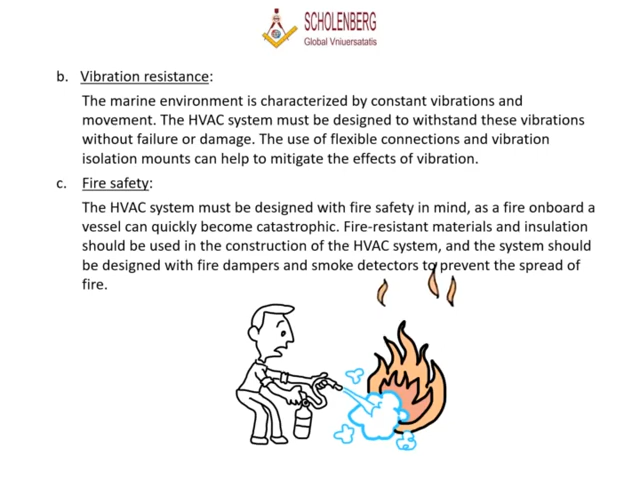 SCHOLENBERG
Global Vniuersatatis
b. Vibration resistance:
The marine environment is characterized by constant vibrations and
movement. The HVAC system must be designed to withstand these vibrations
without failure or damage. The use of flexible connections and vibration
isolation mounts can help to mitigate the effects of vibration.
c. Fire safety:
The HVAC system must be designed with fire safety in mind, as a fire onboard a
vessel can quickly become catastrophic. Fire-resistant materials and insulation
should be used in the construction of the HVAC system, and the system should
be designed with fire dampers and smoke detectors to prevent the spread of
fire.